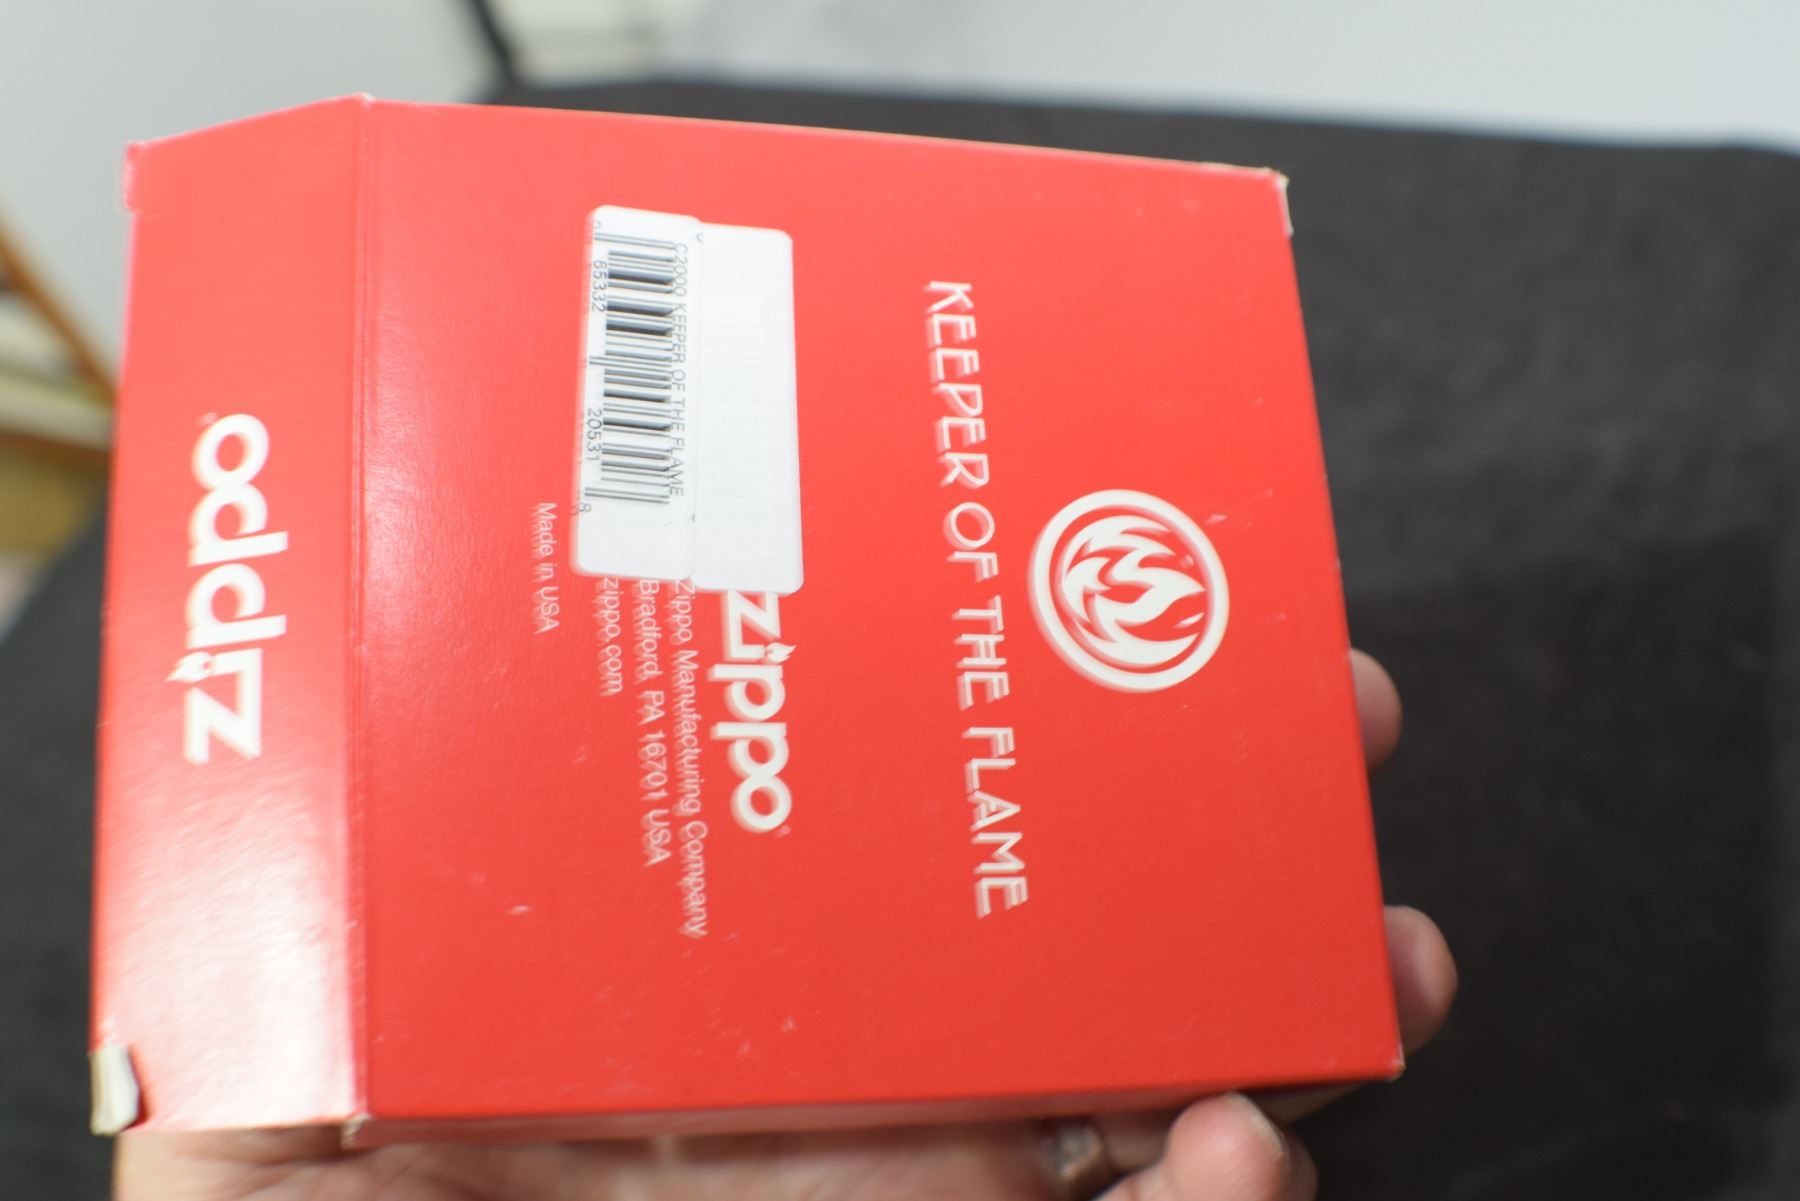 KEEPER OF THE FLAME
zippo
Zippo Manufacturing Company
Bradford, PA 16701 USA
zippo.com
Made in USA
C2000 KEEPER OF THE FLAME
0 65332 20531 8
zippo